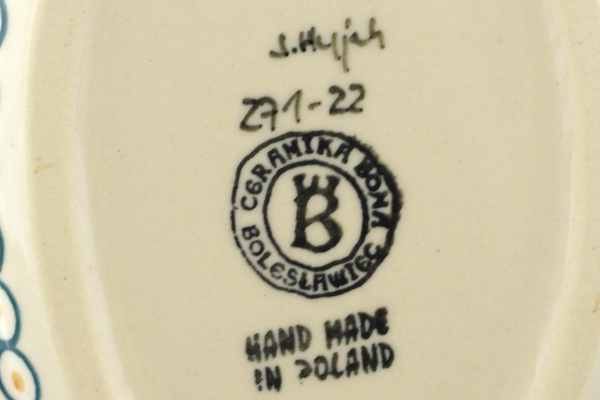 271-22
CERAMIKA BONA
B
BOLESŁAWIEC
HAND MADE
IN POLAND